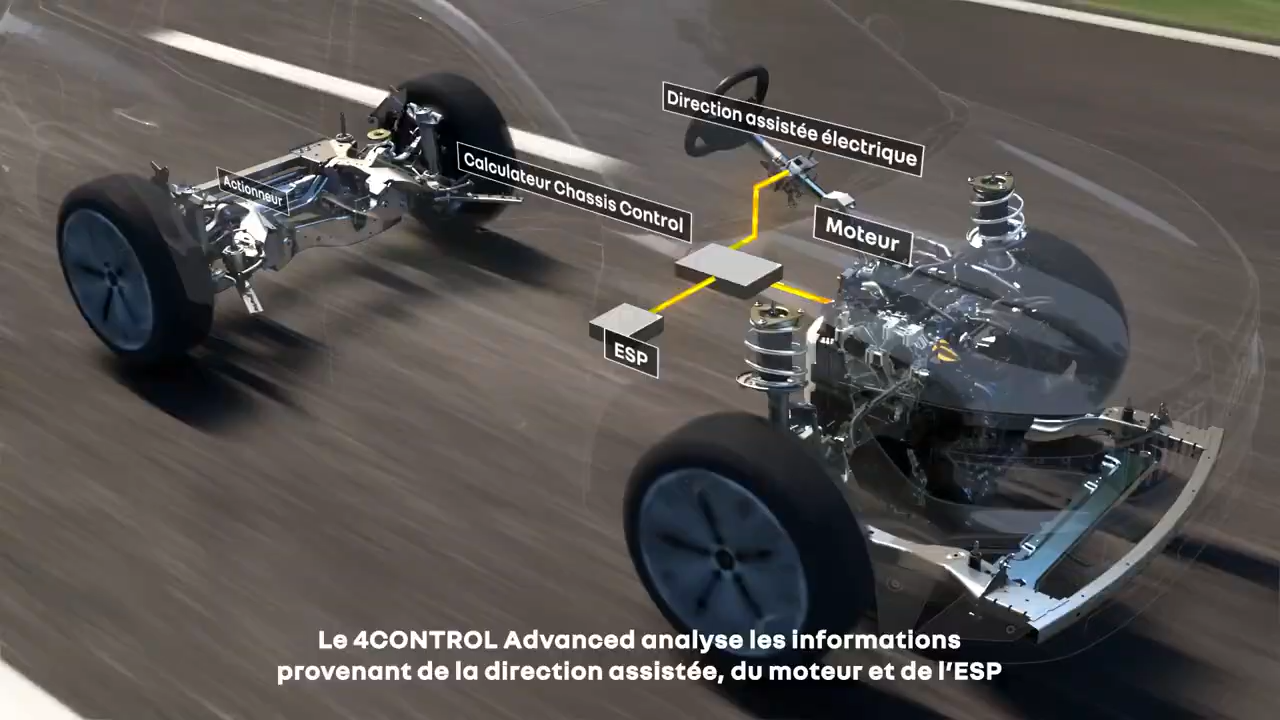 Direction assistée électrique
Calculateur Chassis Control
Actionneur
Moteur
ESP
Le 4CONTROL Advanced analyse les informations
provenant de la direction assistée, du moteur et de l'ESP